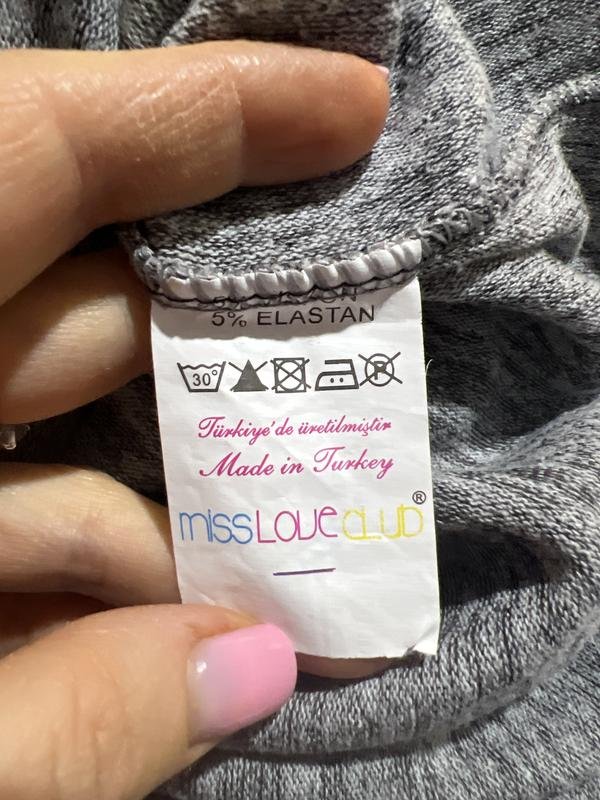 5% ELASTAN
30°
P
Türkiye'de üretilmiştir
Made in Turkey
missLOVECLUB®